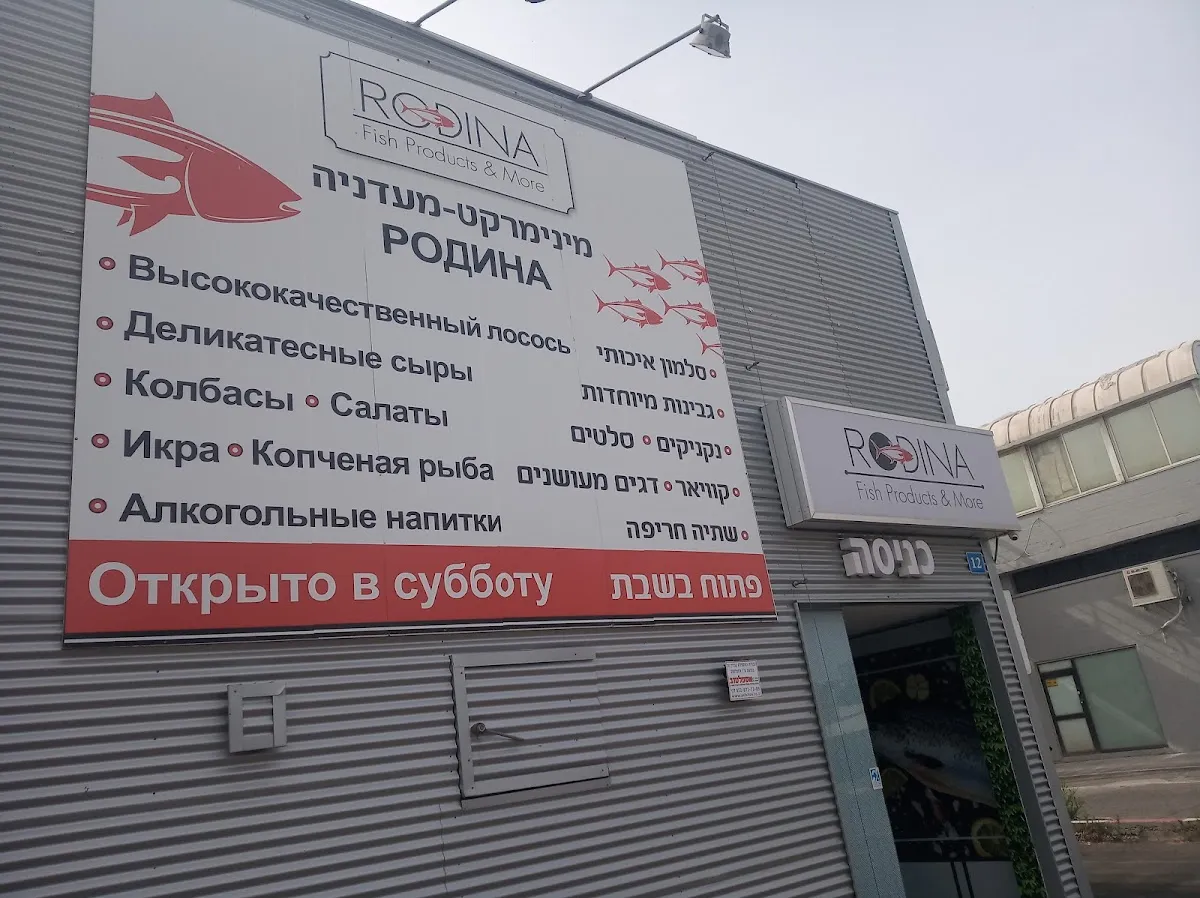 RODINA
Fish Products & More
מינימרקט-מעדניה
РОДИНА
• Высококачественный лосось
• Деликатесные сыры
• Колбасы • Салаты
• Икра • Копченая рыба
• Алкогольные напитки
• סלמון איכותי
• גבינות מיוחדות
• נקניקים • סלטים
• קוויאר • דגים מעושנים
• שתיה חריפה
Открыто в субботу
פתוח בשבת
RODINA
Fish Products & More
כניסה
12